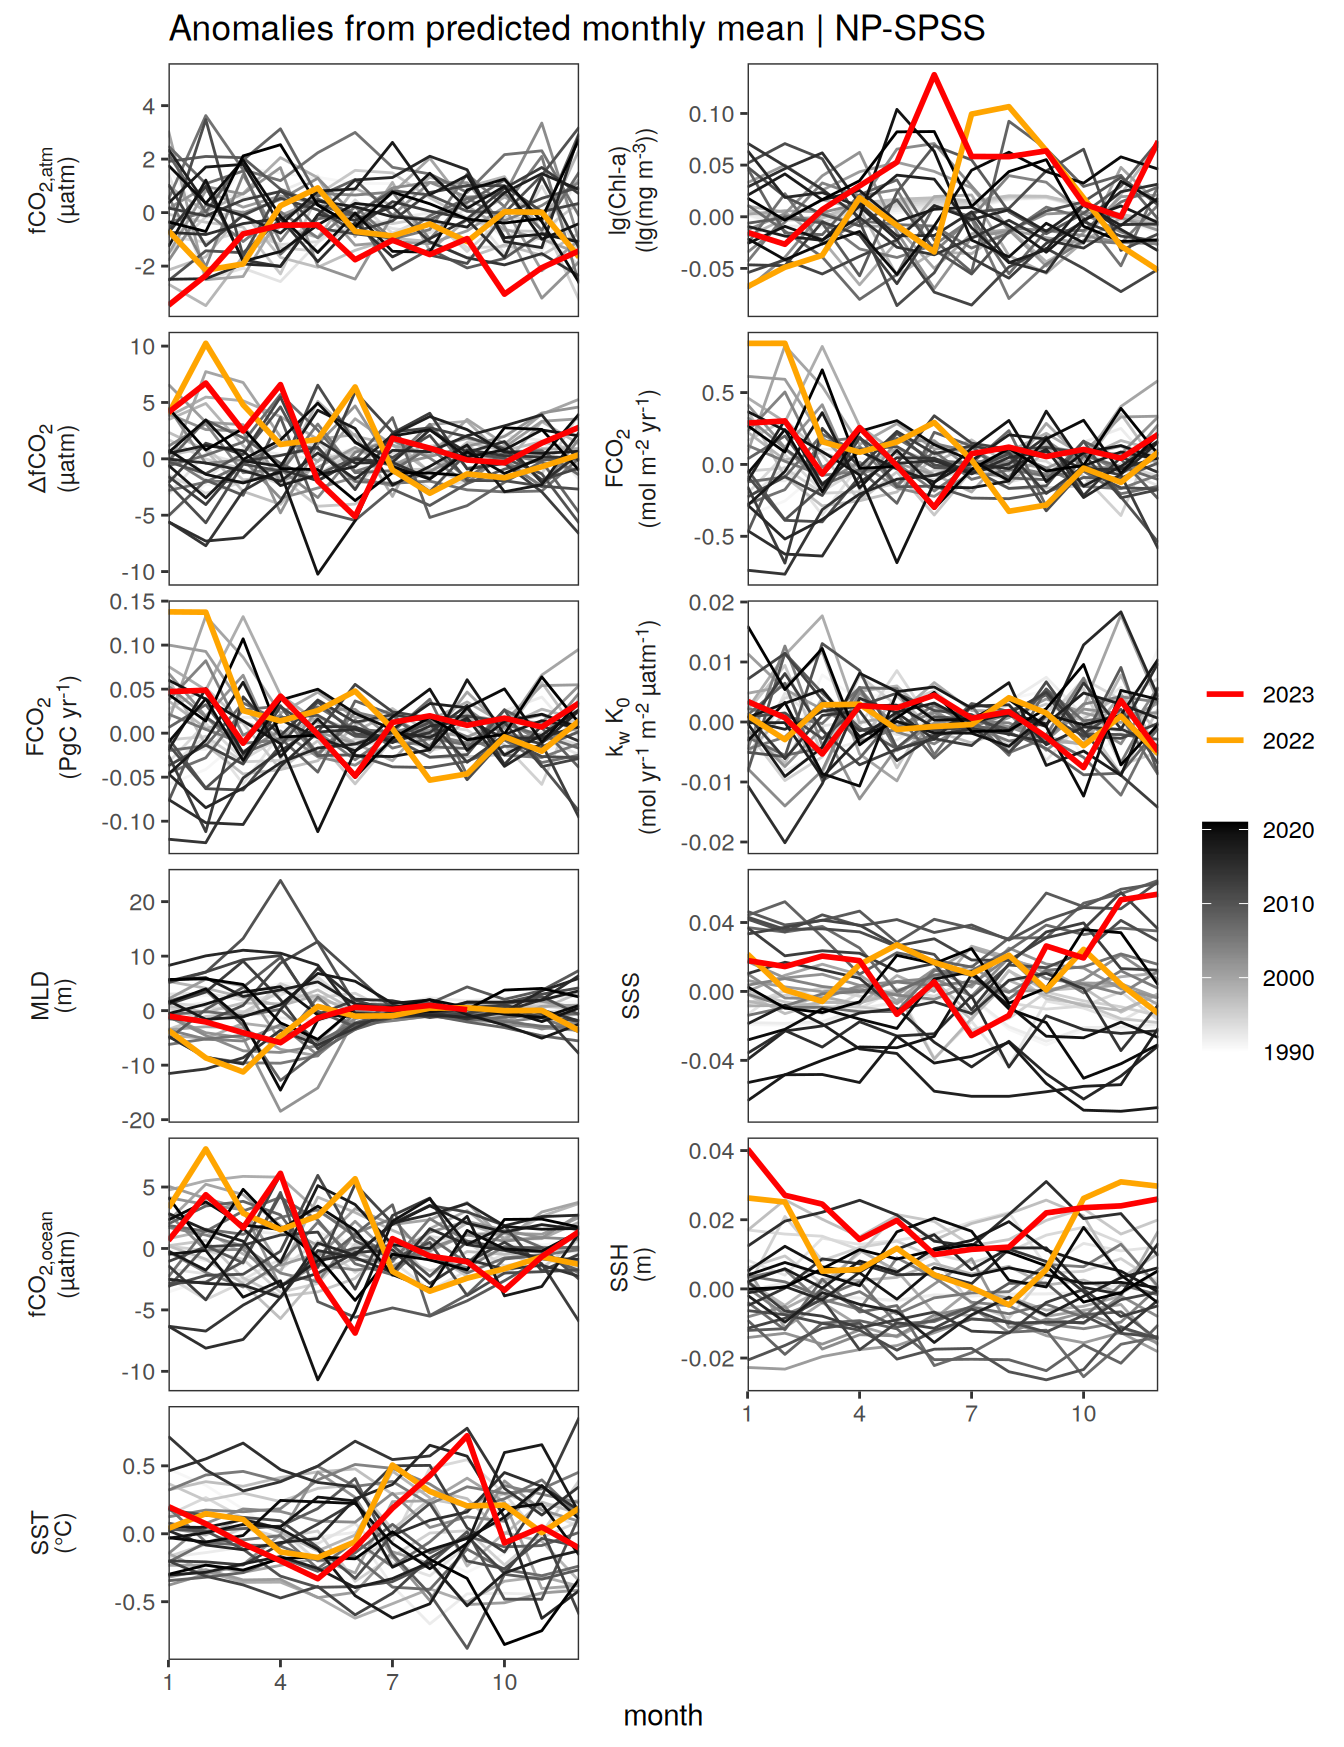 Anomalies from predicted monthly mean | NP-SPSS
fCO2,atm
(µatm)
4
2
0
-2
lg(Chl-a)
(lg(mg m-3))
0.10
0.05
0.00
-0.05
ΔfCO2
(µatm)
10
5
0
-5
-10
FCO2
(mol m-2 yr-1)
0.5
0.0
-0.5
FCO2
(PgC yr-1)
0.15
0.10
0.05
0.00
-0.05
-0.10
kw K0
(mol yr-1 m-2 µatm-1)
0.02
0.01
0.00
-0.01
-0.02
MLD
(m)
20
10
0
-10
-20
SSS
0.04
0.00
-0.04
fCO2,ocean
(µatm)
5
0
-5
-10
SSH
(m)
0.04
0.02
0.00
-0.02
1 4 7 10
SST
(°C)
0.5
0.0
-0.5
1 4 7 10
month
2023
2022
2020
2010
2000
1990